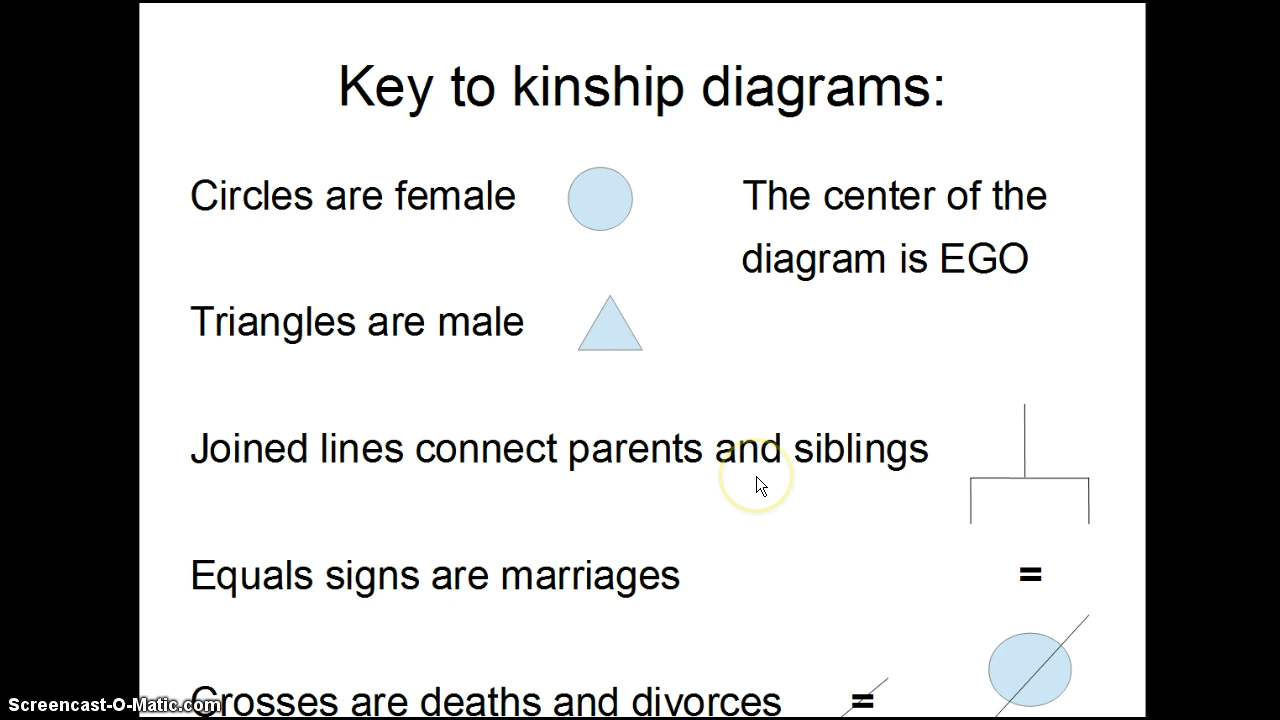 Key to kinship diagrams:
Circles are female
The center of the
diagram is EGO
Triangles are male
Joined lines connect parents and siblings
Equals signs are marriages
=
Crosses are deaths and divorces
=
Screencast-O-Matic.com